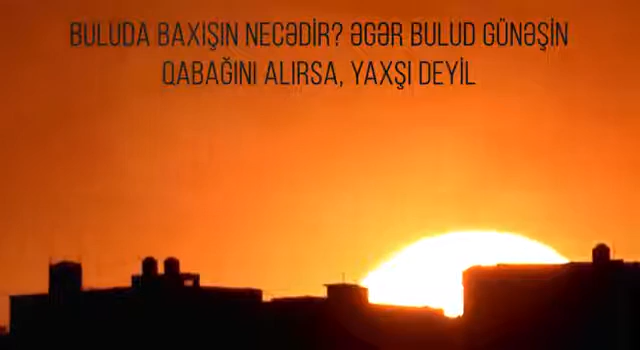 BULUDA BAXIŞIN NECƏDİR? ƏGƏR BULUD GÜNƏŞİN
QABAĞINI ALIRSA, YAXŞI DEYİL